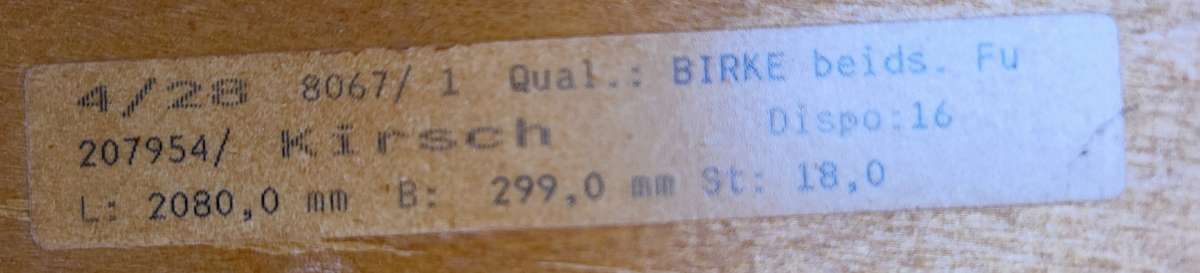 4/28 8067/ 1 Qual.: BIRKE beids. Fu
207954/ Kirsch Dispo:16
L: 2080,0 mm B: 299,0 mm St: 18,0